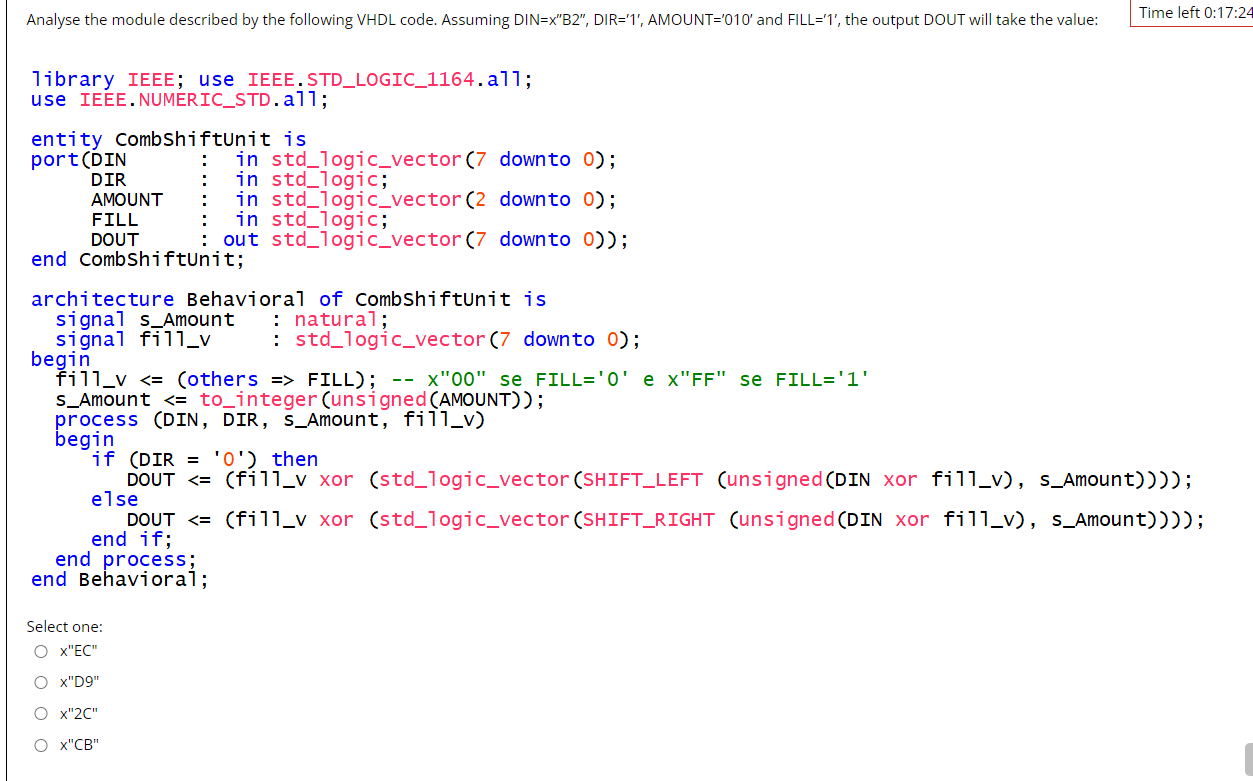 Analyse the module described by the following VHDL code. Assuming DIN=x"B2", DIR='1', AMOUNT='010' and FILL='1', the output DOUT will take the value:
Time left 0:17:24
library IEEE; use IEEE.STD_LOGIC_1164.all;
use IEEE.NUMERIC_STD.all;
entity CombShiftUnit is
port(DIN : in std_logic_vector(7 downto 0);
DIR : in std_logic;
AMOUNT : in std_logic_vector(2 downto 0);
FILL : in std_logic;
DOUT : out std_logic_vector(7 downto 0));
end CombShiftUnit;
architecture Behavioral of CombShiftUnit is
signal s_Amount : natural;
signal fill_v : std_logic_vector(7 downto 0);
begin
fill_v <= (others => FILL); -- x"00" se FILL='0' e x"FF" se FILL='1'
s_Amount <= to_integer(unsigned(AMOUNT));
process (DIN, DIR, s_Amount, fill_v)
begin
if (DIR = '0') then
DOUT <= (fill_v xor (std_logic_vector(SHIFT_LEFT (unsigned(DIN xor fill_v), s_Amount))));
else
DOUT <= (fill_v xor (std_logic_vector(SHIFT_RIGHT (unsigned(DIN xor fill_v), s_Amount))));
end if;
end process;
end Behavioral;
Select one:
x"EC"
x"D9"
x"2C"
x"CB"